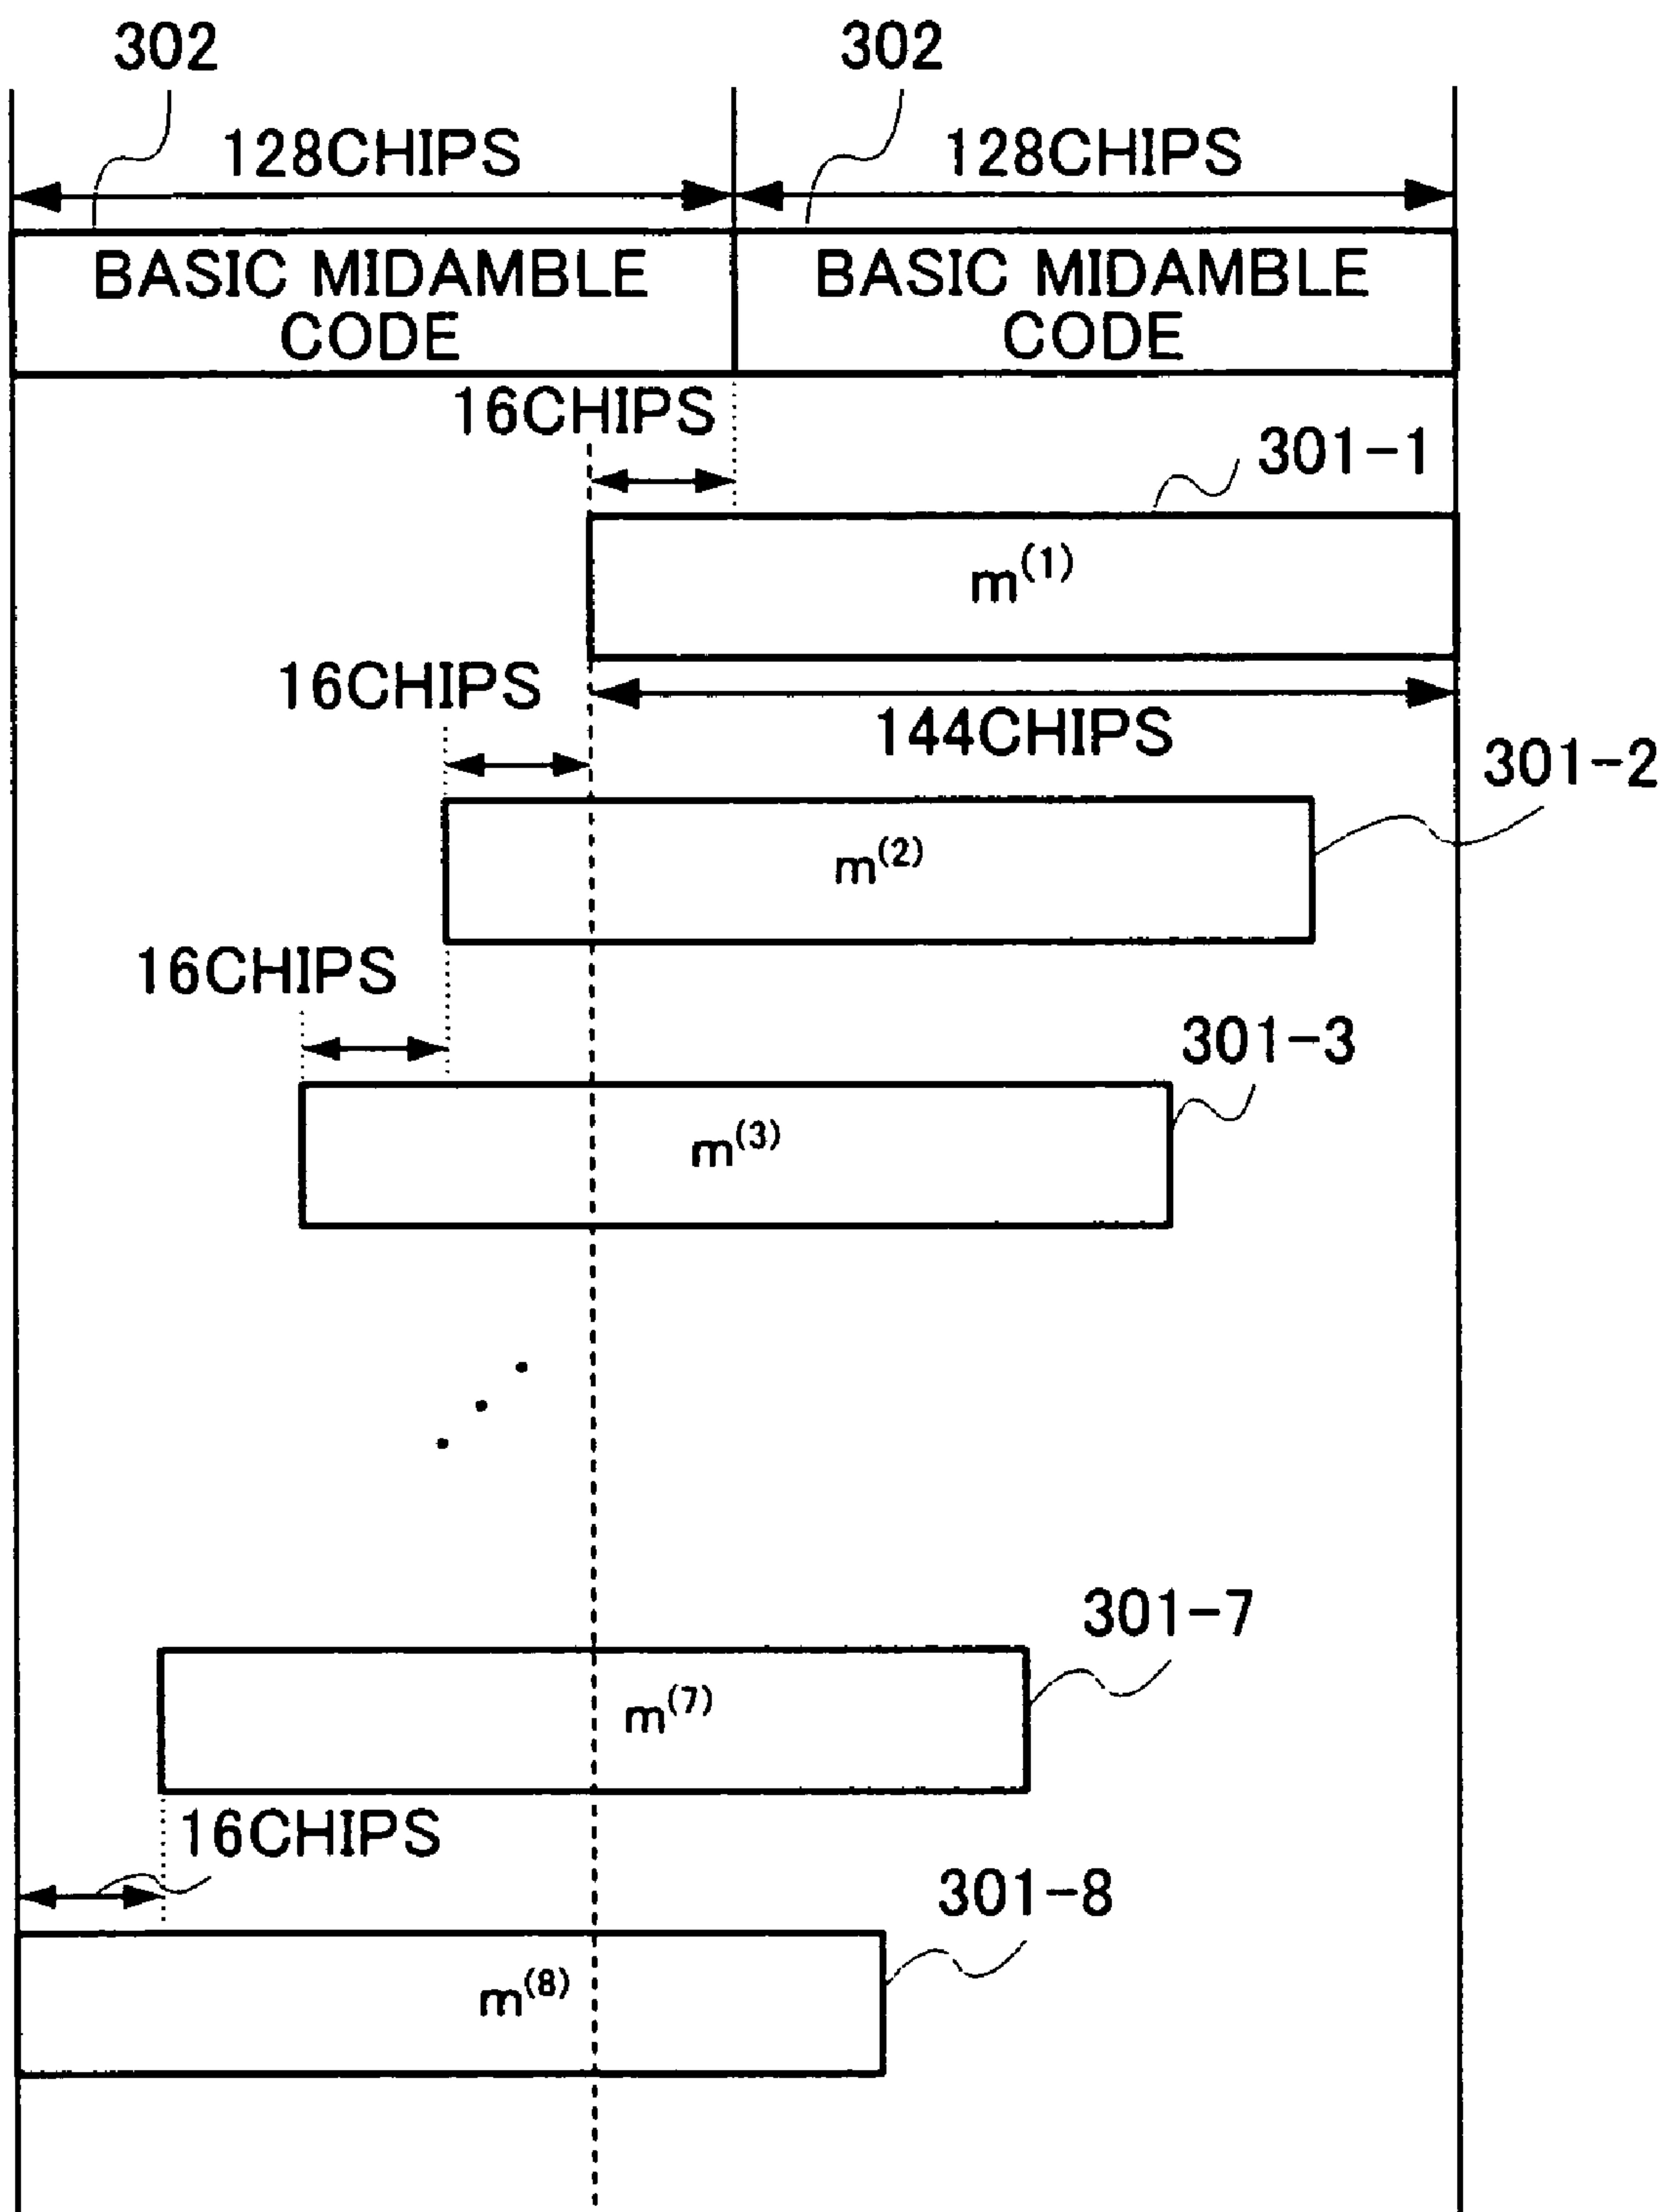 302
302
128CHIPS
128CHIPS
BASIC MIDAMBLE
CODE
BASIC MIDAMBLE
CODE
16CHIPS
301-1
m(1)
16CHIPS
144CHIPS
301-2
m(2)
16CHIPS
301-3
m(3)
301-7
m(7)
16CHIPS
301-8
m(8)